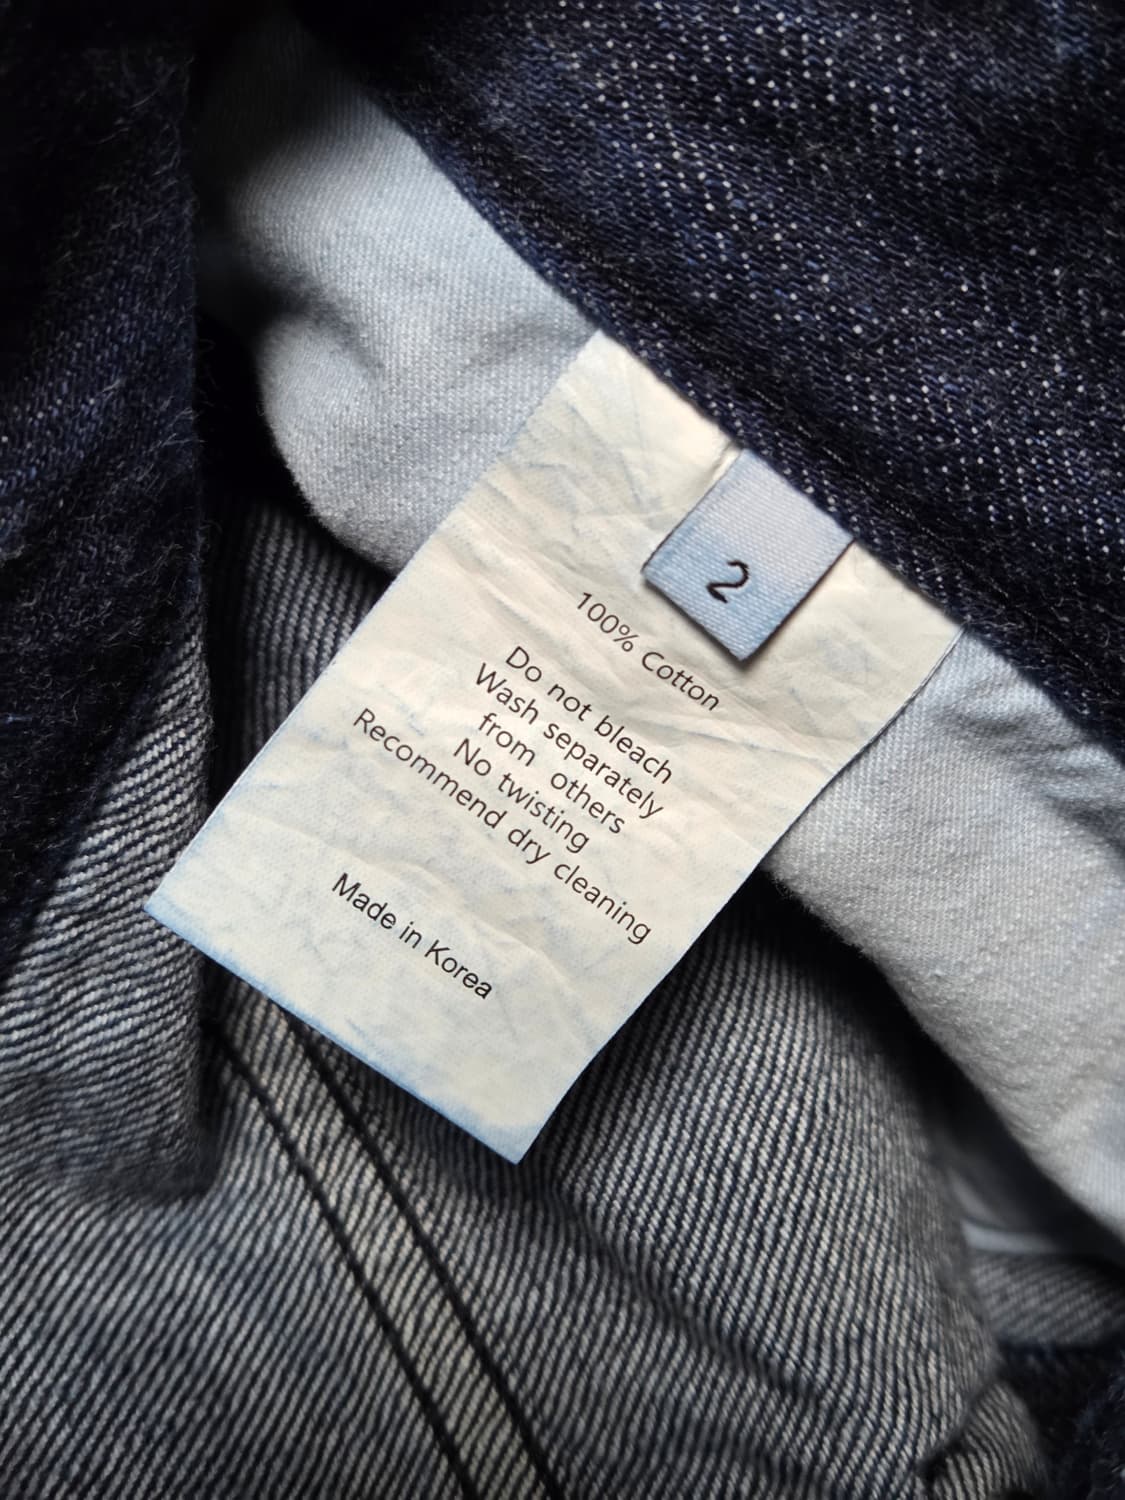 2
100% Cotton
Do not bleach
Wash separately
from others
No twisting
Recommend dry cleaning
Made in Korea